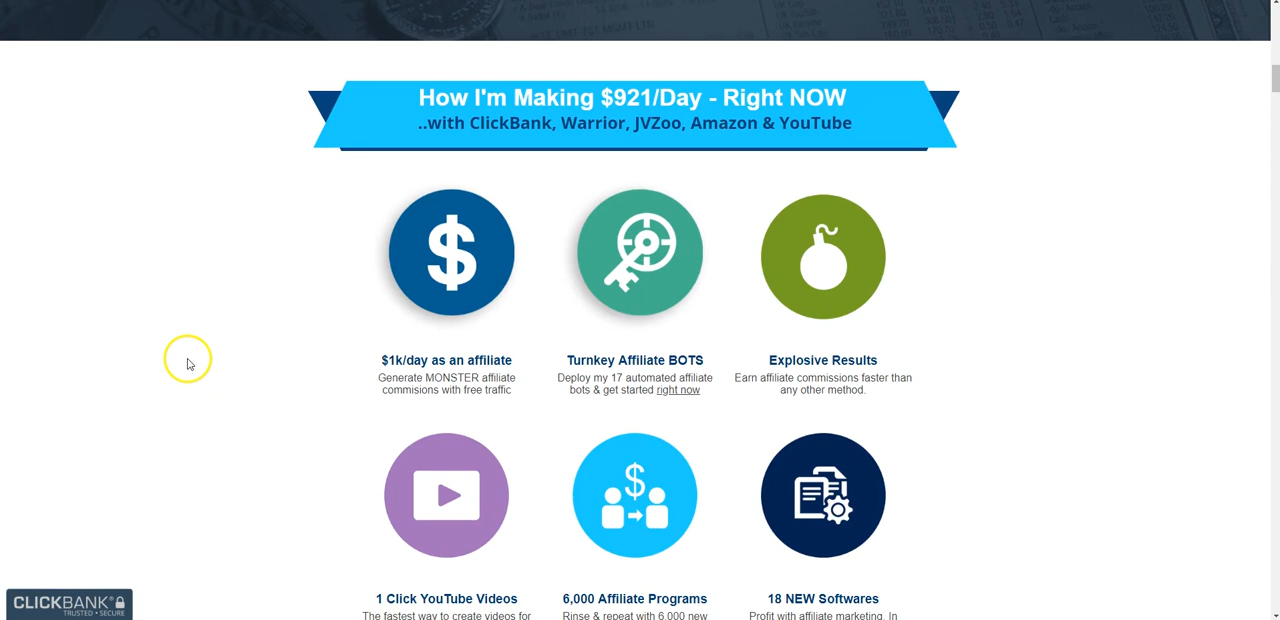 How I'm Making $921/Day - Right NOW
..with ClickBank, Warrior, JVZoo, Amazon & YouTube
$1k/day as an affiliate
Generate MONSTER affiliate
commisions with free traffic
Turnkey Affiliate BOTS
Deploy my 17 automated affiliate
bots & get started right now
Explosive Results
Earn affiliate commissions faster than
any other method.
1 Click YouTube Videos
The fastest way to create videos for
6,000 Affiliate Programs
Rinse & repeat with 6,000 new
18 NEW Softwares
Profit with affiliate marketing. In
CLICKBANK®
TRUSTED • SECURE